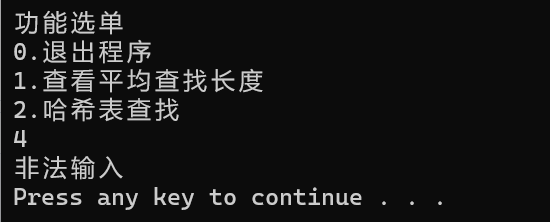 功能选单
0.退出程序
1.查看平均查找长度
2.哈希表查找
4
非法输入
Press any key to continue . . .